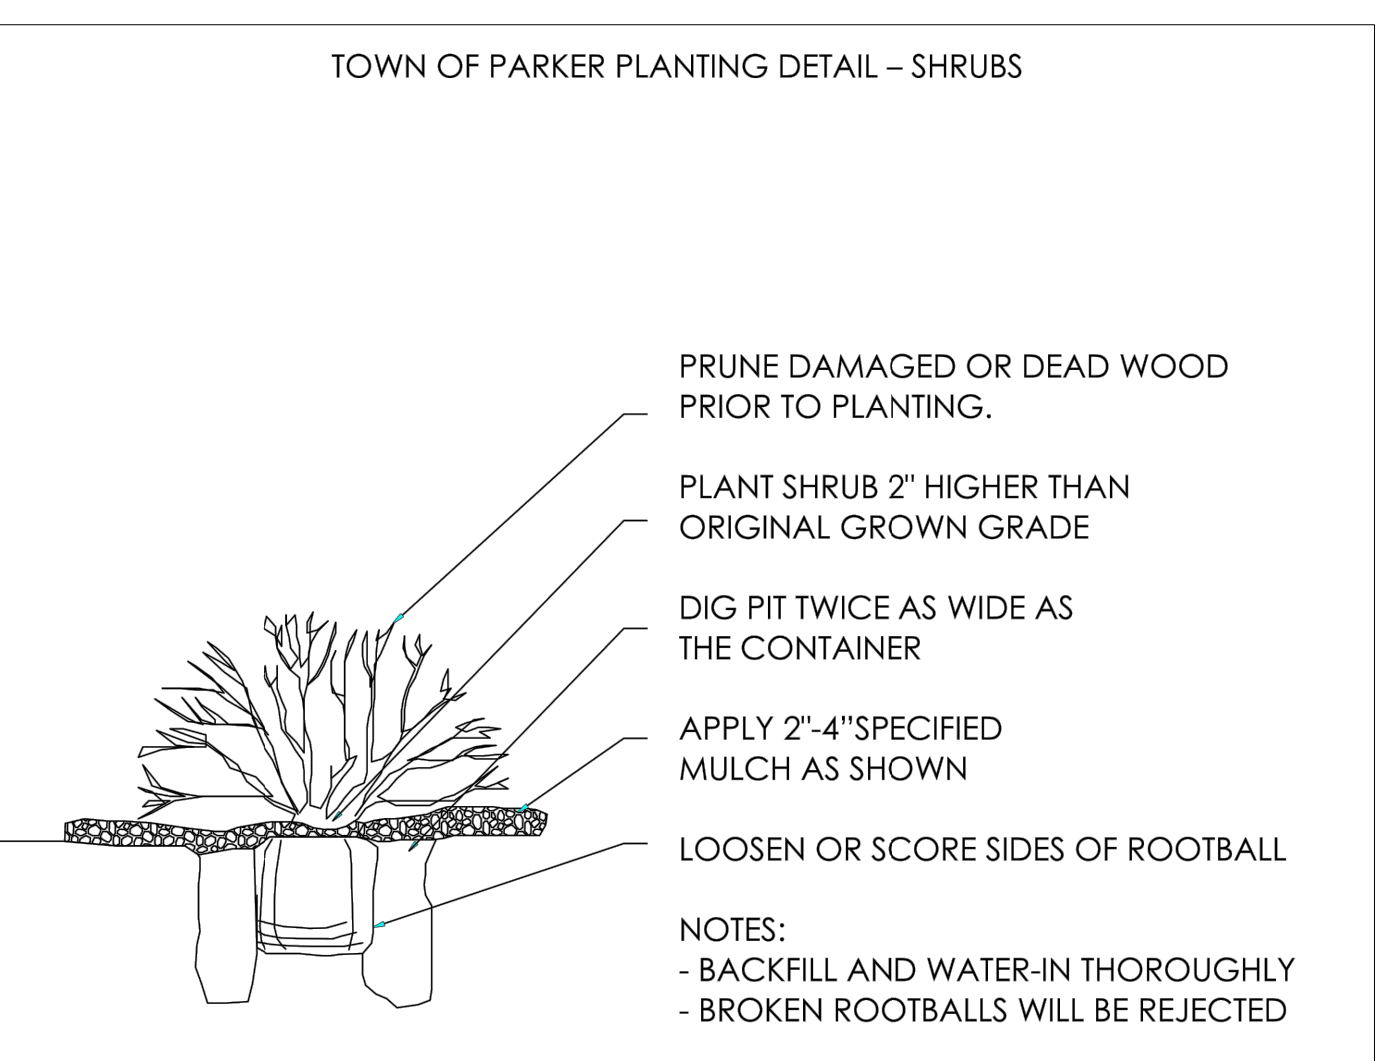 TOWN OF PARKER PLANTING DETAIL – SHRUBS
PRUNE DAMAGED OR DEAD WOOD
PRIOR TO PLANTING.
PLANT SHRUB 2" HIGHER THAN
ORIGINAL GROWN GRADE
DIG PIT TWICE AS WIDE AS
THE CONTAINER
APPLY 2"-4”SPECIFIED
MULCH AS SHOWN
LOOSEN OR SCORE SIDES OF ROOTBALL
NOTES:
- BACKFILL AND WATER-IN THOROUGHLY
- BROKEN ROOTBALLS WILL BE REJECTED